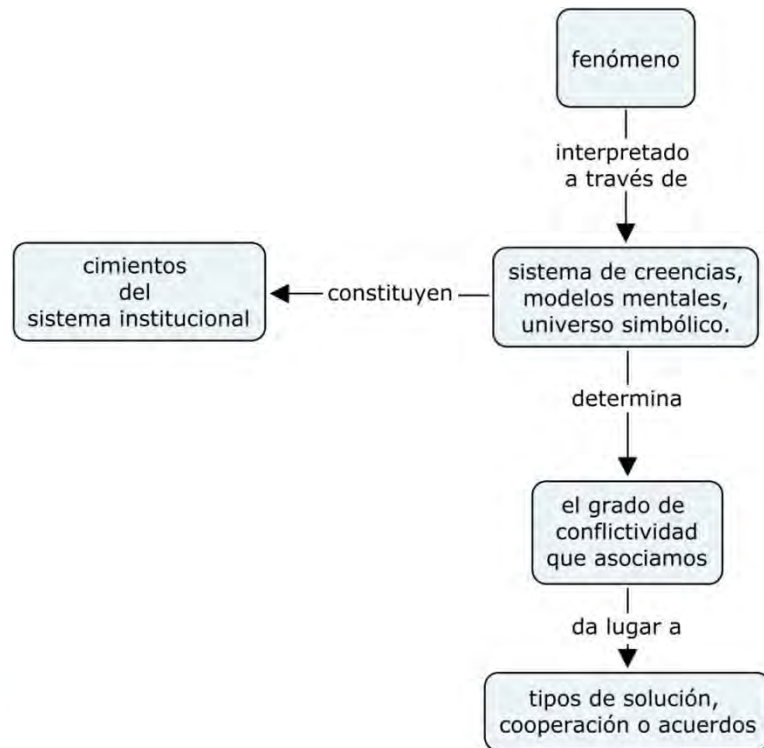 fenómeno
interpretado
a través de
sistema de creencias,
modelos mentales,
universo simbólico.
constituyen
cimientos
del
sistema institucional
determina
el grado de
conflictividad
que asociamos
da lugar a
tipos de solución,
cooperación o acuerdos